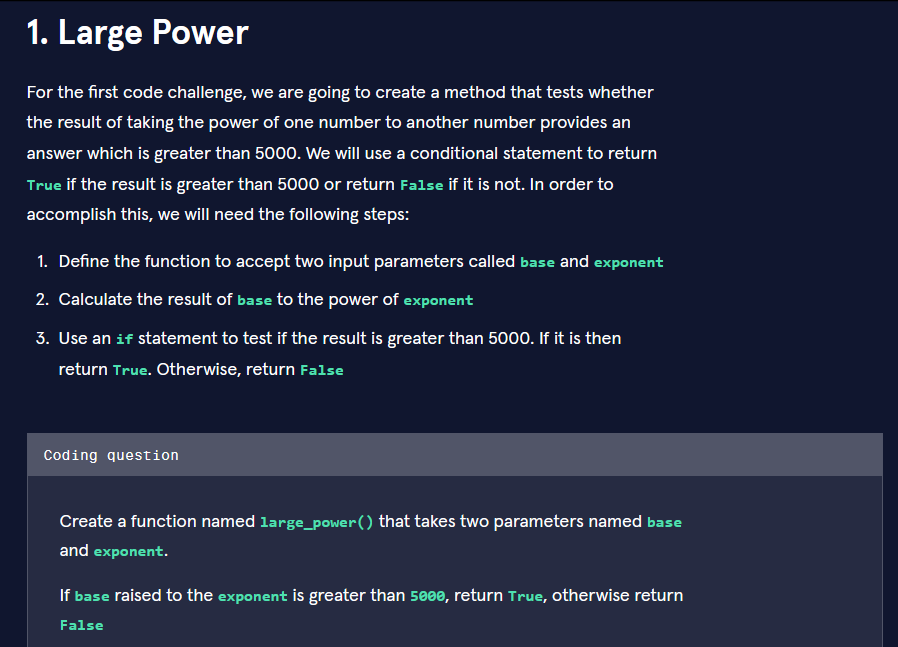 1. Large Power
For the first code challenge, we are going to create a method that tests whether
the result of taking the power of one number to another number provides an
answer which is greater than 5000. We will use a conditional statement to return
True if the result is greater than 5000 or return False if it is not. In order to
accomplish this, we will need the following steps:
1. Define the function to accept two input parameters called base and exponent
2. Calculate the result of base to the power of exponent
3. Use an if statement to test if the result is greater than 5000. If it is then
return True. Otherwise, return False
Coding question
Create a function named large_power() that takes two parameters named base
and exponent.
If base raised to the exponent is greater than 5000, return True, otherwise return
False